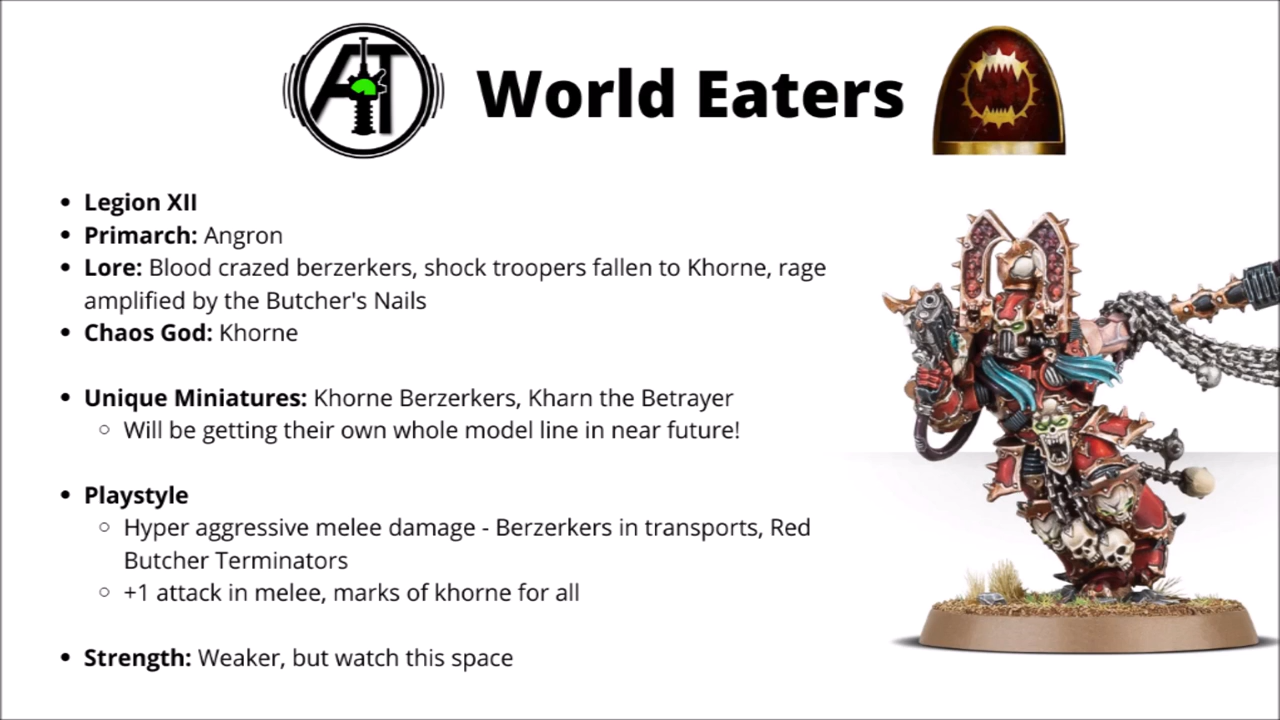 AT
World Eaters
Legion XII
Primarch: Angron
Lore: Blood crazed berzerkers, shock troopers fallen to Khorne, rage
amplified by the Butcher's Nails
Chaos God: Khorne
Unique Miniatures: Khorne Berzerkers, Kharn the Betrayer
Will be getting their own whole model line in near future!
Playstyle
Hyper aggressive melee damage - Berzerkers in transports, Red
Butcher Terminators
+1 attack in melee, marks of khorne for all
Strength: Weaker, but watch this space